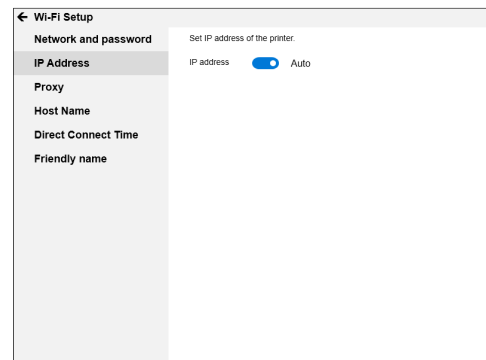 Wi-Fi Setup
Network and password
IP Address
Proxy
Host Name
Direct Connect Time
Friendly name
Set IP address of the printer.
IP address Auto